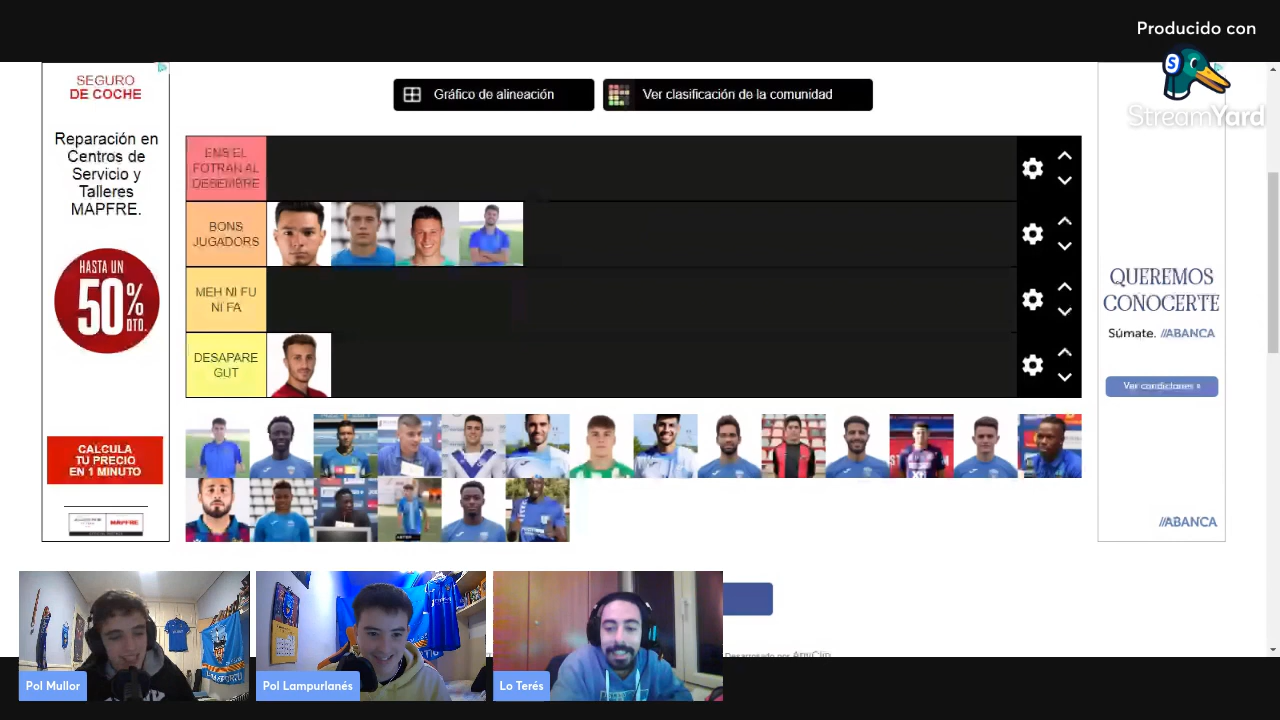 Producido con
StreamYard
SEGURO
DE COCHE
Reparación en
Centros de
Servicio y
Talleres
MAPFRE.
HASTA UN
50%
DTO.
CALCULA
TU PRECIO
EN 1 MINUTO
MAPFRE
Gráfico de alineación
Ver clasificación de la comunidad
ENS EL
FOTRAN AL
DESEMBRE
BONS
JUGADORS
MEH NI FU
NI FA
DESAPARE
GUT
QUEREMOS
CONOCERTE
Súmate. //ABANCA
Ver condiciones »
//ABANCA
Desarrollado por AnyClip
Pol Mullor
Pol Lampurlanés
Lo Terés